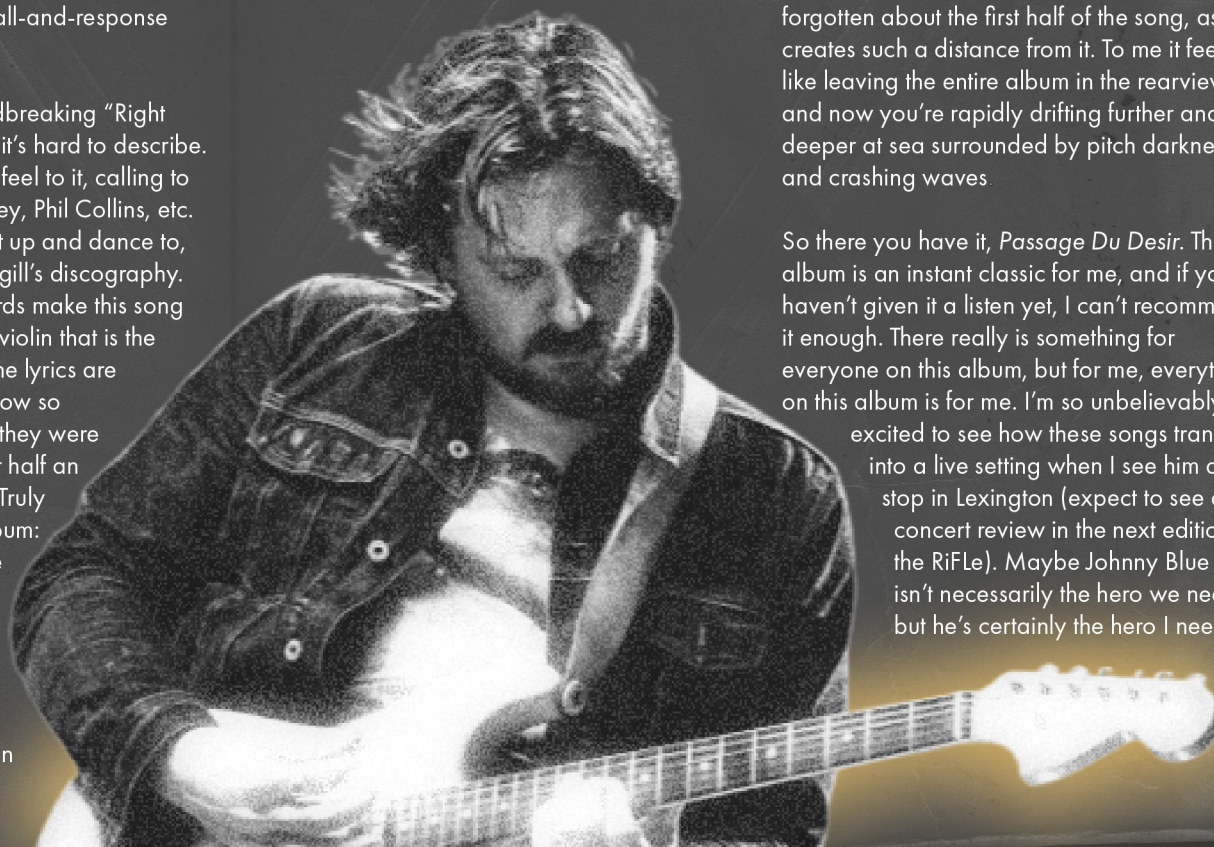 all-and-response
dbreaking “Right
it’s hard to describe.
feel to it, calling to
ey, Phil Collins, etc.
t up and dance to,
gill’s discography.
rds make this song
violin that is the
ne lyrics are
ow so
they were
r half an
Truly
bum:
e
n
forgotten about the first half of the song, as
creates such a distance from it. To me it fee
like leaving the entire album in the rearview
and now you’re rapidly drifting further and
deeper at sea surrounded by pitch darkne
and crashing waves.
So there you have it, Passage Du Desir. Th
album is an instant classic for me, and if yo
haven’t given it a listen yet, I can’t recomm
it enough. There really is something for
everyone on this album, but for me, everyt
on this album is for me. I’m so unbelievably
excited to see how these songs tran
into a live setting when I see him
stop in Lexington (expect to see
concert review in the next editio
the RiFLe). Maybe Johnny Blue
isn’t necessarily the hero we nee
but he’s certainly the hero I nee